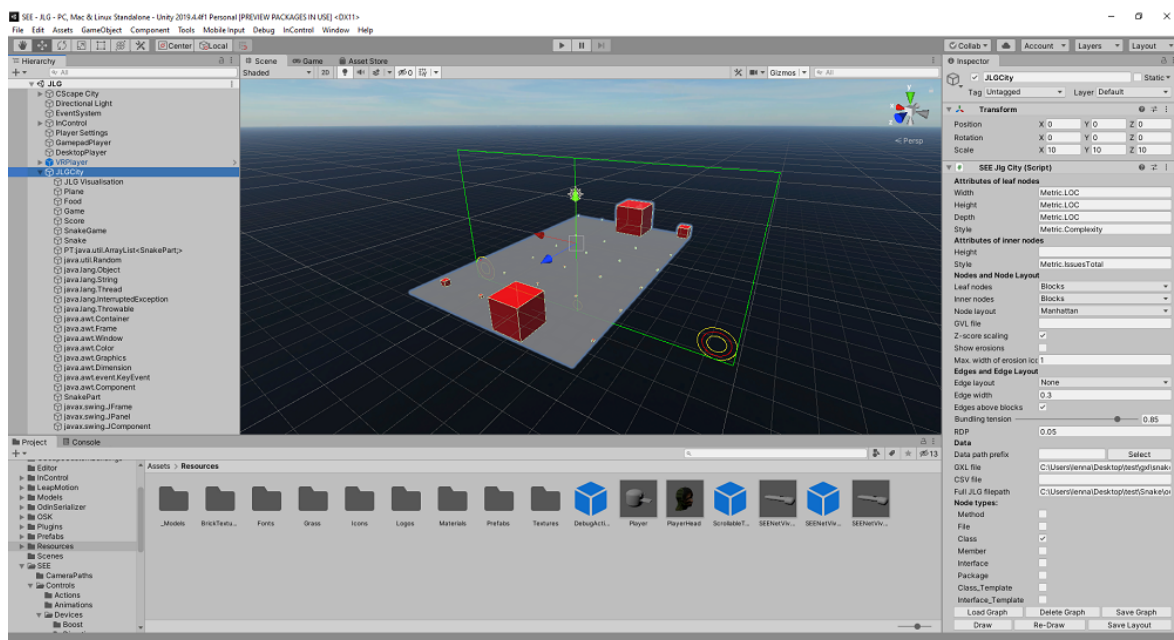 SEE - JLG - PC, Mac & Linux Standalone - Unity 2019.4.4f1 Personal [PREVIEW PACKAGES IN USE] <DX11>
File Edit Assets GameObject Component Tools Mobile Input Debug InControl Window Help
Center Local Collab Account Layers Layout
Hierarchy
All
JLG
CScape City
Directional Light
EventSystem
InControl
Player Settings
GamepadPlayer
DesktopPlayer
VRPlayer
JLGCity
JLG Visualisation
Plane
Food
Game
Score
SnakeGame
Snake
PT:java.util.ArrayList<SnakePart;>
java.util.Random
java.lang.Object
java.lang.String
java.lang.Thread
java.lang.InterruptedException
java.lang.Throwable
java.awt.Container
java.awt.Frame
java.awt.Window
java.awt.Color
java.awt.Graphics
java.awt.Dimension
java.awt.event.KeyEvent
java.awt.Component
SnakePart
javax.swing.JFrame
javax.swing.JPanel
javax.swing.JComponent
Scene Game Asset Store
Shaded 2D 0 Gizmos All
y
x
z
< Persp
Inspector
JLGCity Static
Tag Untagged Layer Default
Transform
Position X 0 Y 0 Z 0
Rotation X 0 Y 0 Z 0
Scale X 10 Y 10 Z 10
SEE Jlg City (Script)
Attributes of leaf nodes
Width Metric.LOC
Height Metric.LOC
Depth Metric.LOC
Style Metric.Complexity
Attributes of inner nodes
Height
Style Metric.IssuesTotal
Nodes and Node Layout
Leaf nodes Blocks
Inner nodes Blocks
Node layout Manhattan
GVL file
Z-score scaling
Show erosions
Max. width of erosion icc 1
Edges and Edge Layout
Edge layout None
Edge width 0.3
Edges above blocks
Bundling tension 0.85
RDP 0.05
Data
Data path prefix Select
GXL file C:\Users\lenna\Desktop\test\gxl\snak
CSV file
Full JLG filepath C:\Users\lenna\Desktop\test\Snake\o
Node types:
Method
File
Class
Member
Interface
Package
Class_Template
Interface_Template
Load Graph Delete Graph Save Graph
Draw Re-Draw Save Layout
Project Console
13
Editor
InControl
LeapMotion
Models
OdinSerializer
OSK
Plugins
Prefabs
Resources
Scenes
SEE
CameraPaths
Controls
Actions
Animations
Devices
Boost
Assets > Resources
_Models BrickTextu... Fonts Graos Icons Logos Materials Prefabs Textures DebugActi... Player PlayerHead ScrollableT... SEENetViv... SEENetViv... SEENetViv...